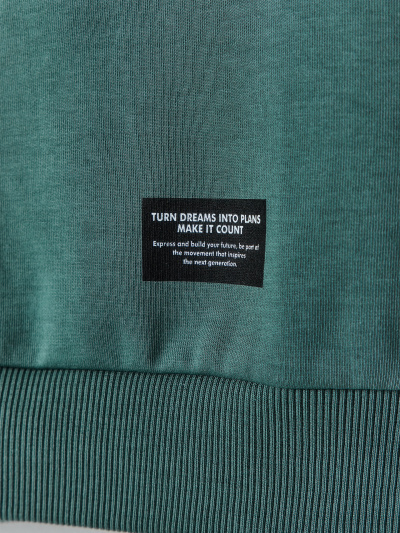 TURN DREAMS INTO PLANS
MAKE IT COUNT
Express and build your future, be part of
the movement that inspires
the next generation.